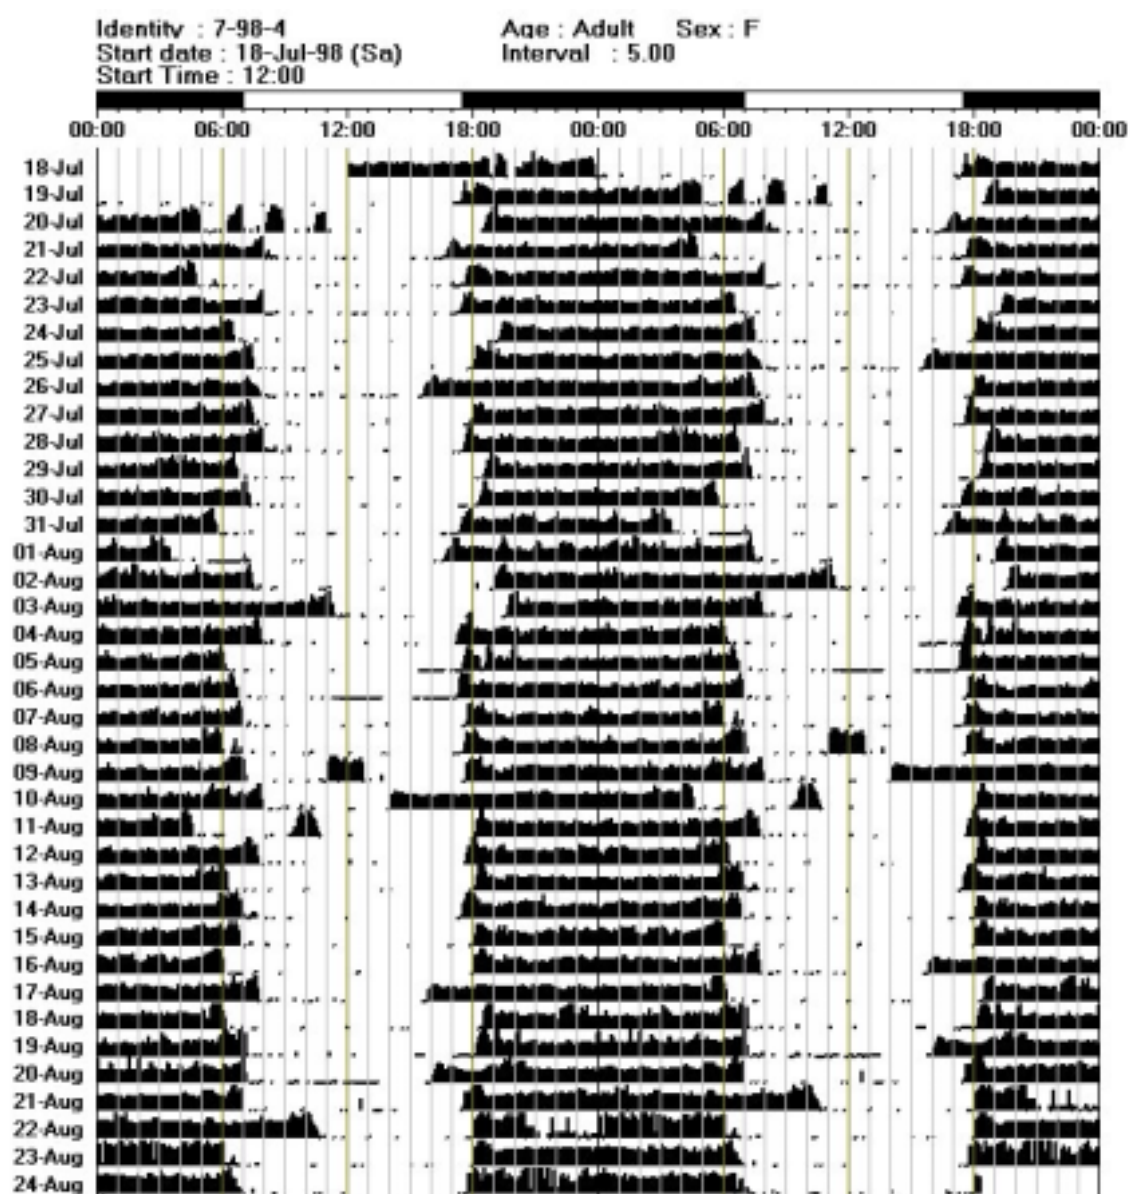 Identity : 7-98-4 Age : Adult Sex : F
Start date : 18-Jul-98 (Sa) Interval : 5.00
Start Time : 12:00
00:00 06:00 12:00 18:00 00:00 06:00 12:00 18:00 00:00
18-Jul
19-Jul
20-Jul
21-Jul
22-Jul
23-Jul
24-Jul
25-Jul
26-Jul
27-Jul
28-Jul
29-Jul
30-Jul
31-Jul
01-Aug
02-Aug
03-Aug
04-Aug
05-Aug
06-Aug
07-Aug
08-Aug
09-Aug
10-Aug
11-Aug
12-Aug
13-Aug
14-Aug
15-Aug
16-Aug
17-Aug
18-Aug
19-Aug
20-Aug
21-Aug
22-Aug
23-Aug
24-Aug